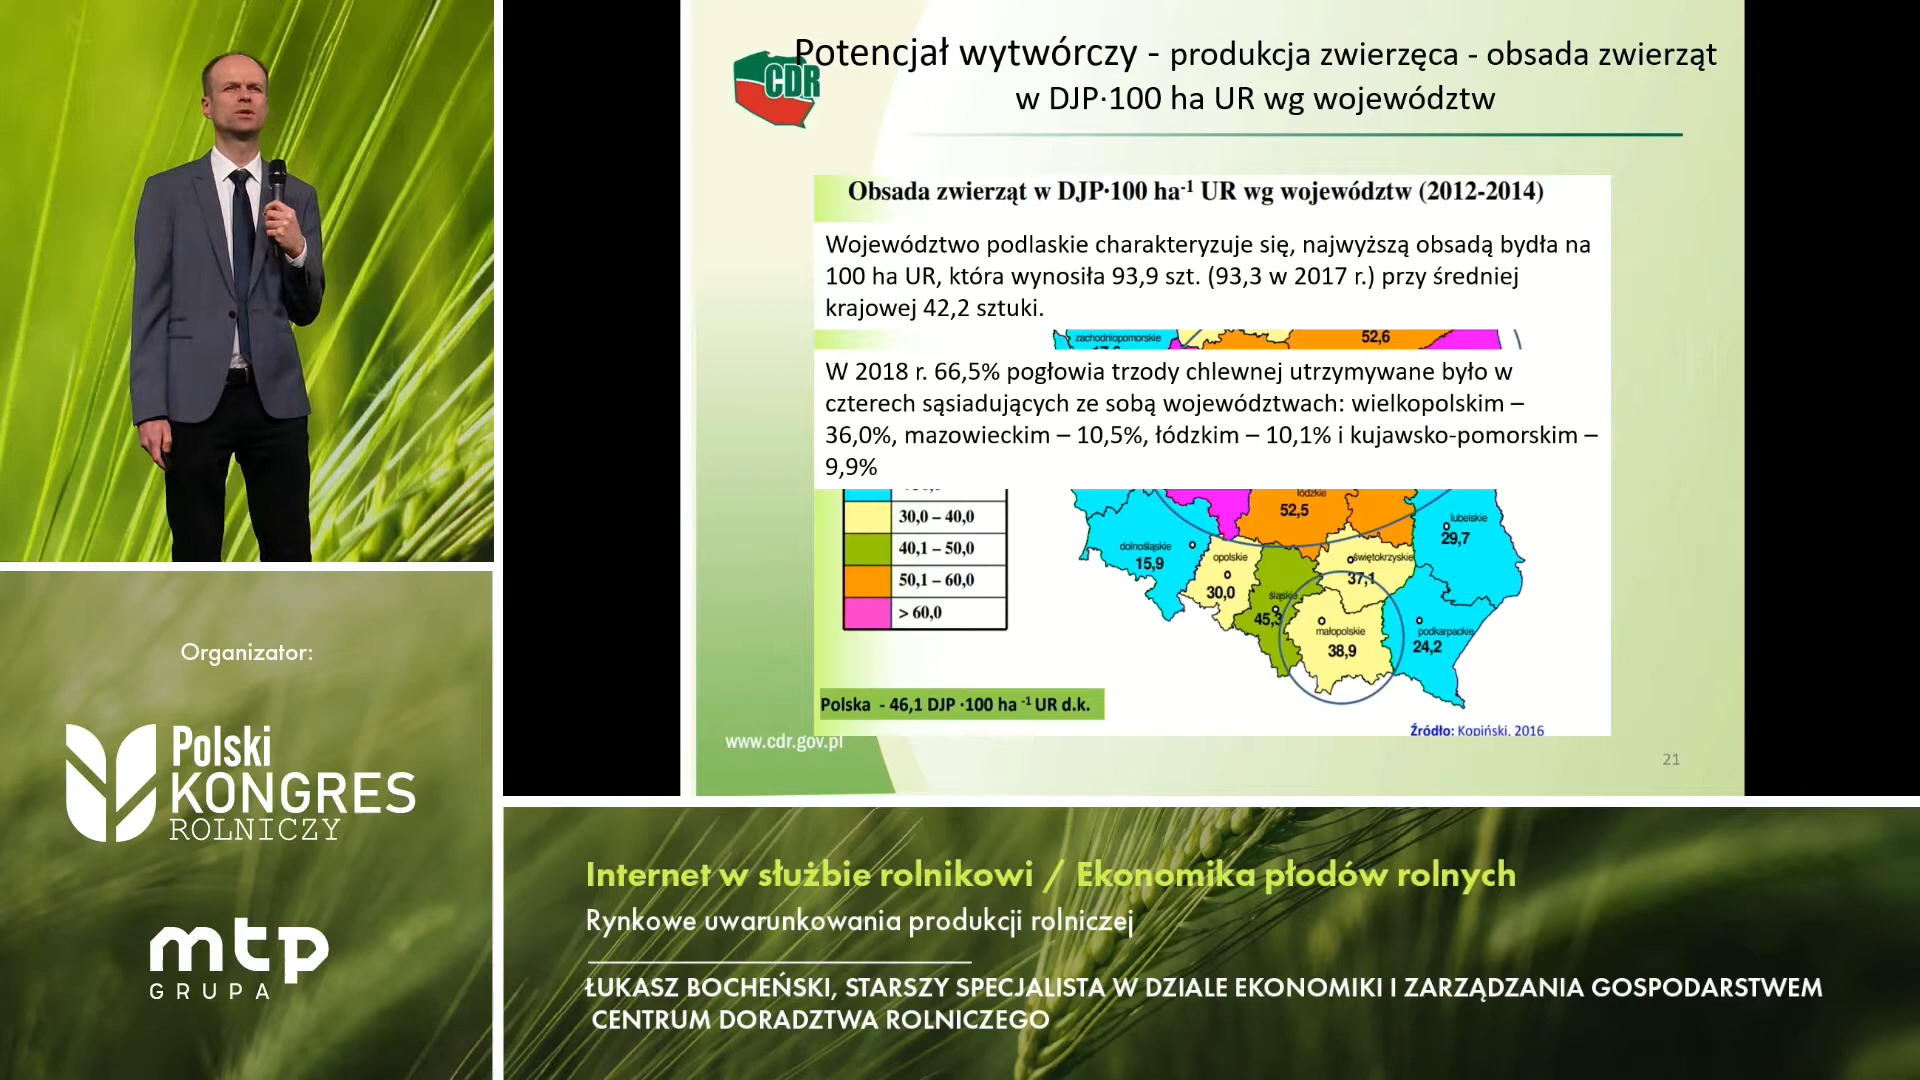 CDR
Potencjał wytwórczy - produkcja zwierzęca - obsada zwierząt
w DJP·100 ha UR wg województw
Obsada zwierząt w DJP·100 ha⁻¹ UR wg województw (2012-2014)
Województwo podlaskie charakteryzuje się, najwyższą obsadą bydła na
100 ha UR, która wynosiła 93,9 szt. (93,3 w 2017 r.) przy średniej
krajowej 42,2 sztuki.
zachodniopomorskie
52,6
W 2018 r. 66,5% pogłowia trzody chlewnej utrzymywane było w
czterech sąsiadujących ze sobą województwach: wielkopolskim –
36,0%, mazowieckim – 10,5%, łódzkim – 10,1% i kujawsko-pomorskim –
9,9%
30,0 – 40,0
40,1 – 50,0
50,1 – 60,0
> 60,0
łódzkie
52,5
lubelskie
29,7
dolnośląskie
15,9
opolskie
30,0
świętokrzyskie
37,1
śląskie
45,3
małopolskie
38,9
podkarpackie
24,2
Polska - 46,1 DJP ·100 ha ⁻¹ UR d.k.
Źródło: Kopiński, 2016
www.cdr.gov.pl
21
Organizator:
Polski
KONGRES
ROLNICZY
mtp
GRUPA
Internet w służbie rolnikowi / Ekonomika płodów rolnych
Rynkowe uwarunkowania produkcji rolniczej
ŁUKASZ BOCHEŃSKI, STARSZY SPECJALISTA W DZIALE EKONOMIKI I ZARZĄDZANIA GOSPODARSTWEM
CENTRUM DORADZTWA ROLNICZEGO